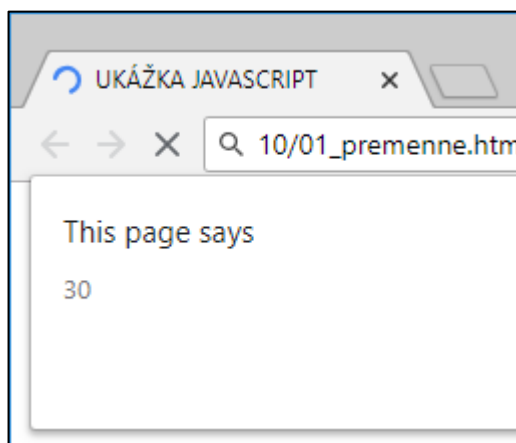 UKÁŽKA JAVASCRIPT
10/01_premenne.htm
This page says
30